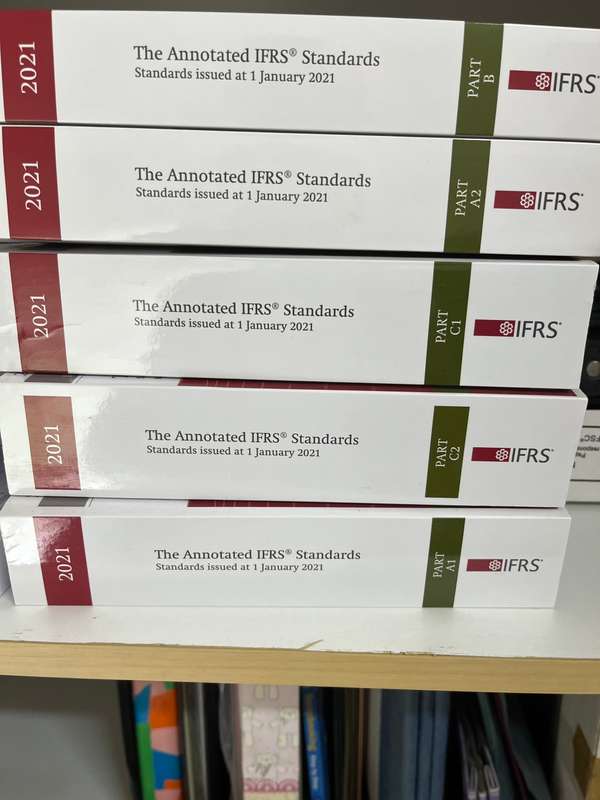 2021
The Annotated IFRS® Standards
Standards issued at 1 January 2021
PART
B
IFRS®
2021
The Annotated IFRS® Standards
Standards issued at 1 January 2021
PART
A2
IFRS®
2021
The Annotated IFRS® Standards
Standards issued at 1 January 2021
PART
C1
IFRS®
2021
The Annotated IFRS® Standards
Standards issued at 1 January 2021
PART
C2
IFRS®
2021
The Annotated IFRS® Standards
Standards issued at 1 January 2021
PART
A1
IFRS®